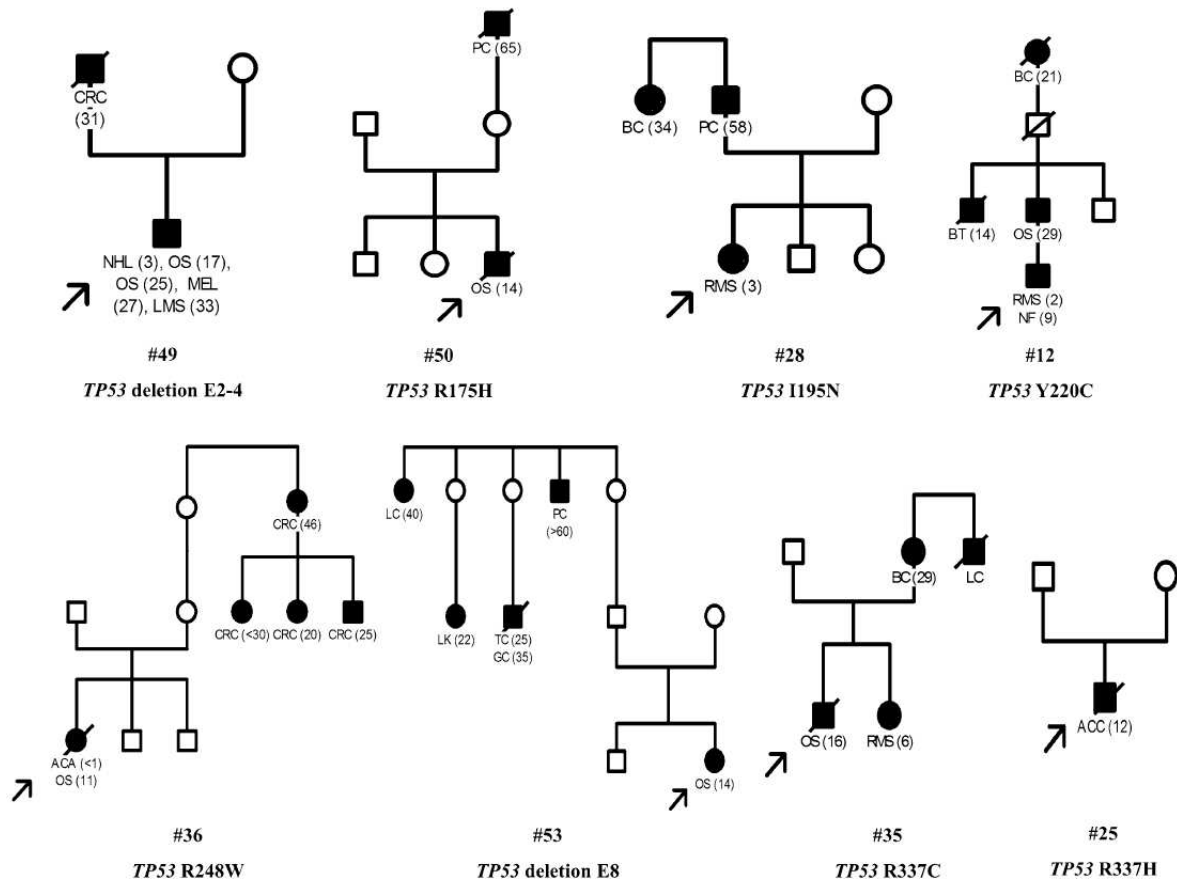 CRC
(31)
NHL (3), OS (17),
OS (25), MEL
(27), LMS (33)
#49
TP53 deletion E2-4
PC (65)
OS (14)
#50
TP53 R175H
BC (34)
PC (58)
RMS (3)
#28
TP53 I195N
BC (21)
BT (14)
OS (29)
RMS (2)
NF (9)
#12
TP53 Y220C
CRC (46)
CRC (<30)
CRC (20)
CRC (25)
ACA (<1)
OS (11)
#36
TP53 R248W
LC (40)
PC
(>60)
LK (22)
TC (25)
GC (35)
OS (14)
#53
TP53 deletion E8
BC (29)
LC
OS (16)
RMS (6)
#35
TP53 R337C
ACC (12)
#25
TP53 R337H